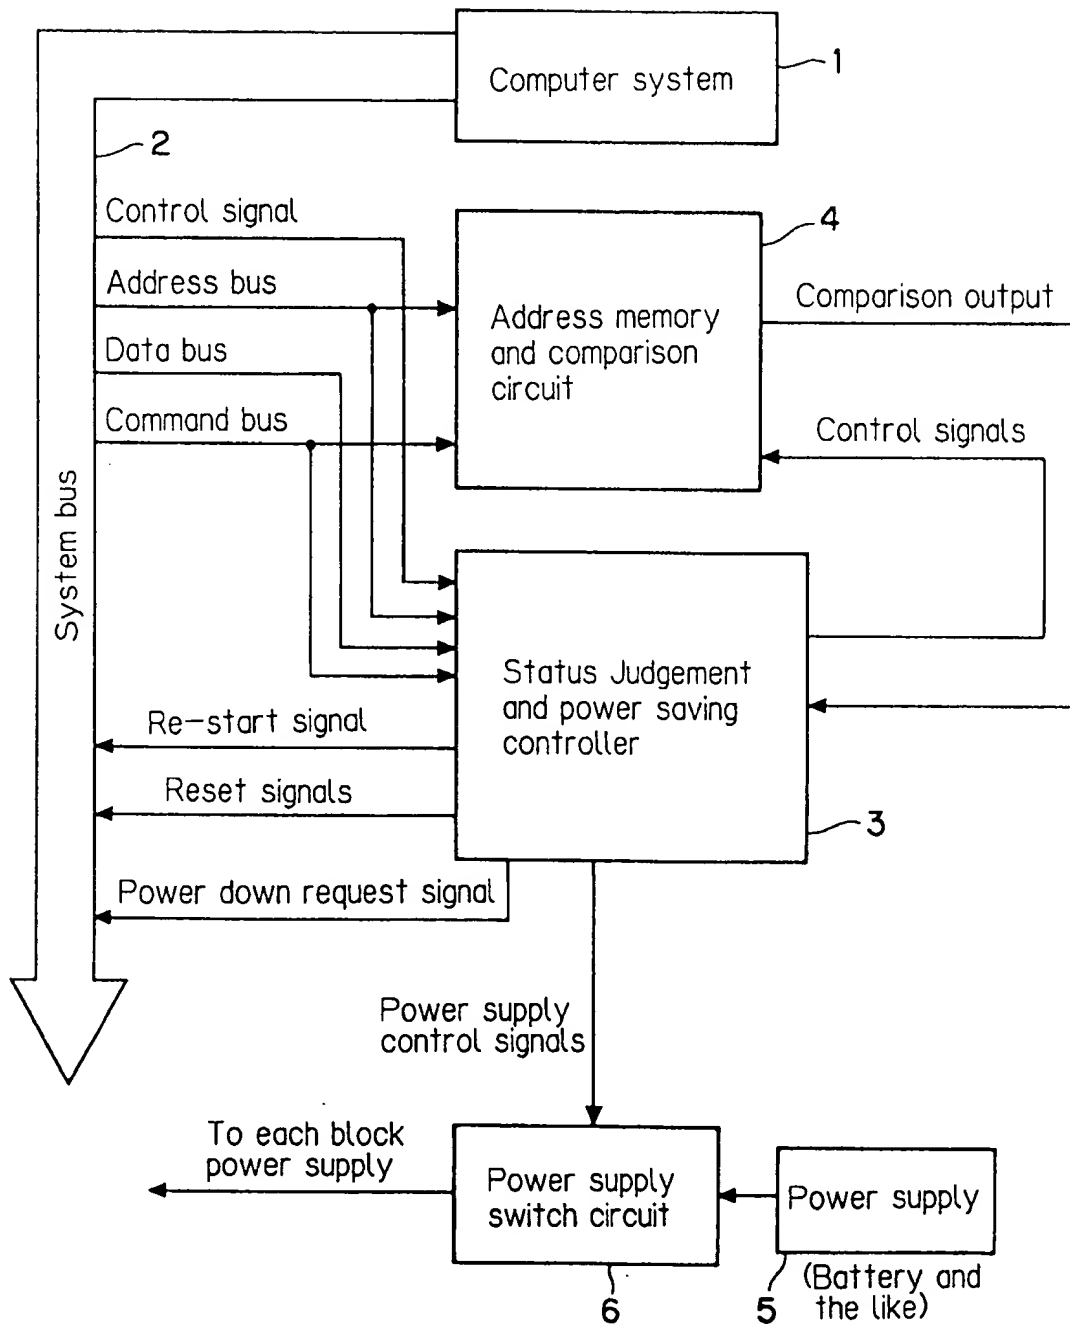 Computer system
1
2
Control signal
Address bus
Data bus
Command bus
System bus
4
Address memory
and comparison
circuit
Comparison output
Control signals
Status Judgement
and power saving
controller
3
Re-start signal
Reset signals
Power down request signal
Power supply
control signals
To each block
power supply
Power supply
switch circuit
6
Power supply
5
(Battery and
the like)